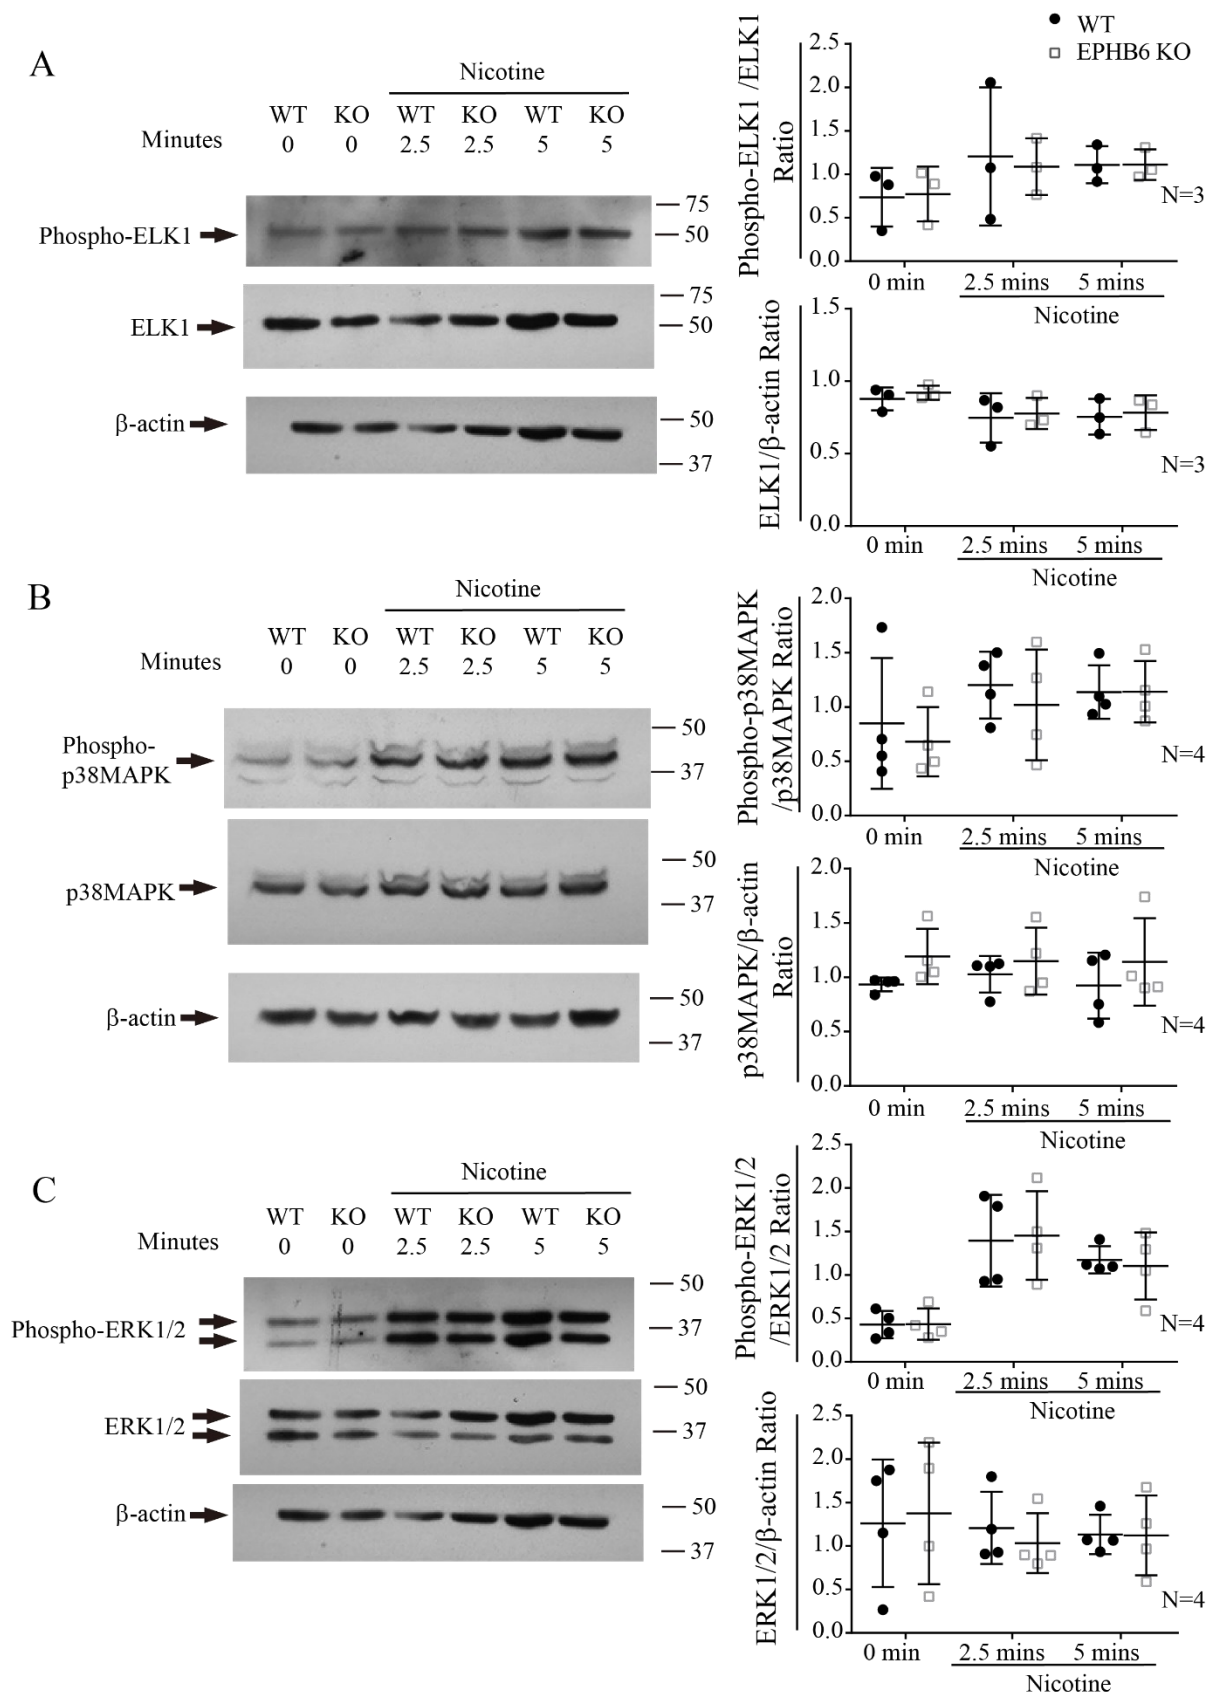 A
Nicotine
WT KO WT KO WT KO
Minutes 0 0 2.5 2.5 5 5
75
Phospho-ELK1 50
75
ELK1 50
β-actin 50
37
WT
EPHB6 KO
Phospho-ELK1 /ELK1
Ratio
2.5
2.0
1.5
1.0
0.5
0.0
N=3
0 min 2.5 mins 5 mins
Nicotine
ELK1/β-actin Ratio
1.5
1.0
0.5
0.0
N=3
0 min 2.5 mins 5 mins
Nicotine
B
Nicotine
WT KO WT KO WT KO
Minutes 0 0 2.5 2.5 5 5
50
Phospho-
p38MAPK 37
50
p38MAPK 37
50
β-actin
37
Phospho-p38MAPK
/p38MAPK Ratio
2.0
1.5
1.0
0.5
0.0
N=4
0 min 2.5 mins 5 mins
Nicotine
p38MAPK/β-actin
Ratio
2.0
1.5
1.0
0.5
0.0
N=4
0 min 2.5 mins 5 mins
Nicotine
C
Nicotine
WT KO WT KO WT KO
Minutes 0 0 2.5 2.5 5 5
50
Phospho-ERK1/2 37
50
ERK1/2 37
β-actin 50
37
Phospho-ERK1/2
/ERK1/2 Ratio
2.5
2.0
1.5
1.0
0.5
0.0
N=4
0 min 2.5 mins 5 mins
Nicotine
ERK1/2/β-actin Ratio
2.5
2.0
1.5
1.0
0.5
0.0
N=4
0 min 2.5 mins 5 mins
Nicotine